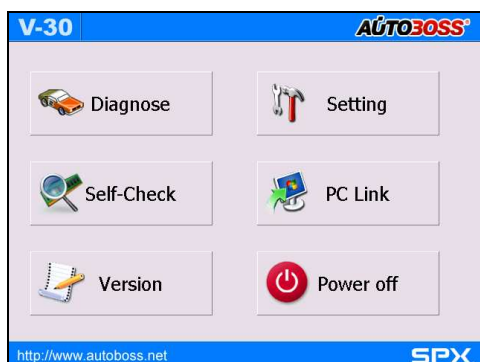 V-30 AUTOBOSS
Diagnose Setting
Self-Check PC Link
Version Power off
http://www.autoboss.net SPX